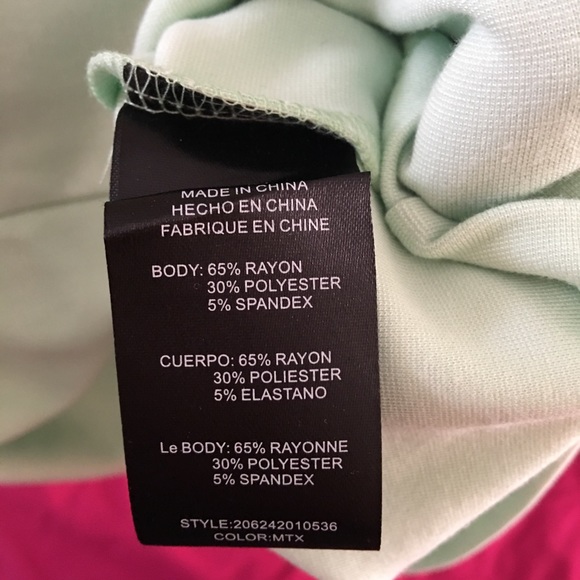 MADE IN CHINA
HECHO EN CHINA
FABRIQUE EN CHINE
BODY: 65% RAYON
30% POLYESTER
5% SPANDEX
CUERPO: 65% RAYON
30% POLIESTER
5% ELASTANO
Le BODY: 65% RAYONNE
30% POLYESTER
5% SPANDEX
STYLE:206242010536
COLOR:MTX